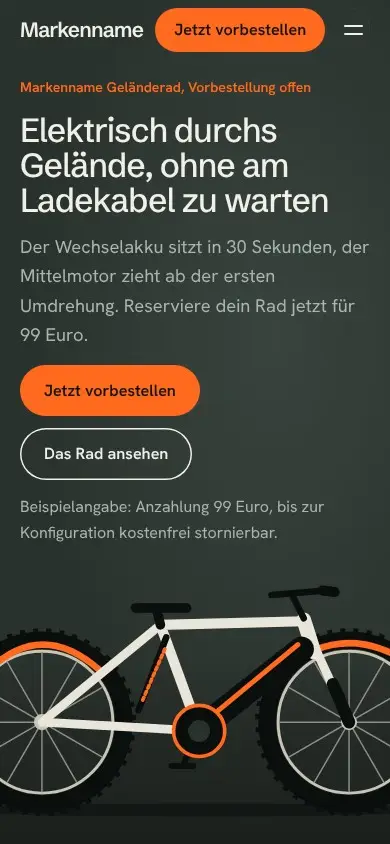 Markenname
Jetzt vorbestellen
Markenname Geländerad, Vorbestellung offen
Elektrisch durchs
Gelände, ohne am
Ladekabel zu warten
Der Wechselakku sitzt in 30 Sekunden, der
Mittelmotor zieht ab der ersten
Umdrehung. Reserviere dein Rad jetzt für
99 Euro.
Jetzt vorbestellen
Das Rad ansehen
Beispielangabe: Anzahlung 99 Euro, bis zur
Konfiguration kostenfrei stornierbar.